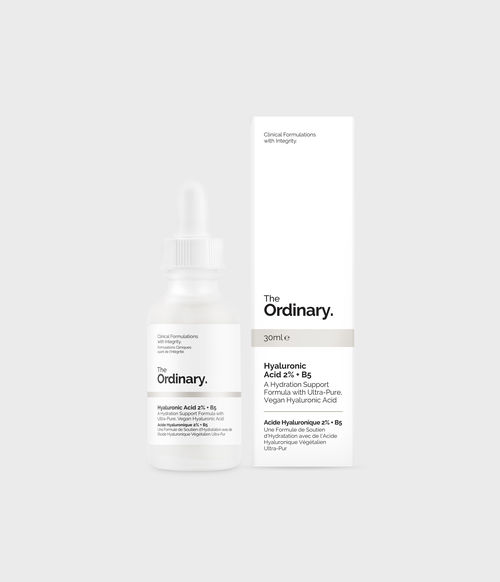 Clinical Formulations
with Integrity.
The
Ordinary.
30ml e
Hyaluronic
Acid 2% + B5
A Hydration Support
Formula with Ultra-Pure,
Vegan Hyaluronic Acid
Acide Hyaluronique 2% + B5
Une Formule de Soutien
d'Hydratation avec de l'Acide
Hyaluronique Végétalien
Ultra-Pur
Clinical Formulations
with Integrity.
Formulations Cliniques
avec de l'intégrité.
The
Ordinary.
Hyaluronic Acid 2% + B5
A Hydration Support Formula with
Ultra-Pure, Vegan Hyaluronic Acid
Acide Hyaluronique 2% + B5
Une Formule de Soutien d'Hydratation avec de
l'Acide Hyaluronique Végétalien Ultra-Pur